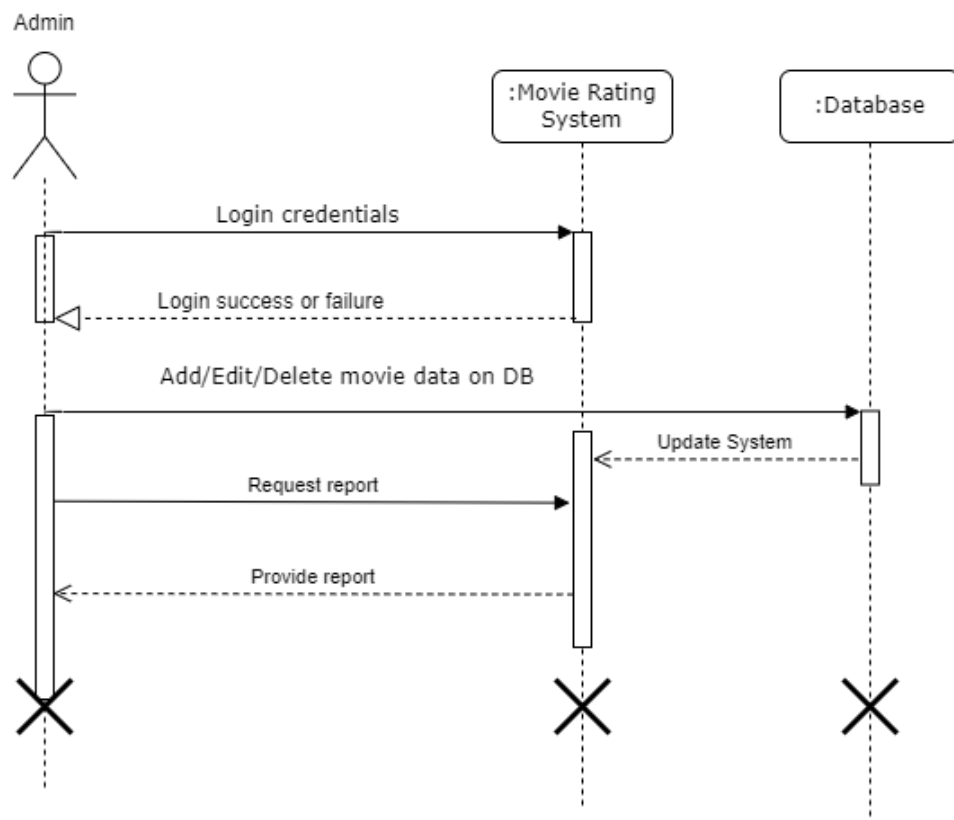 Admin
:Movie Rating
System
:Database
Login credentials
Login success or failure
Add/Edit/Delete movie data on DB
Update System
Request report
Provide report